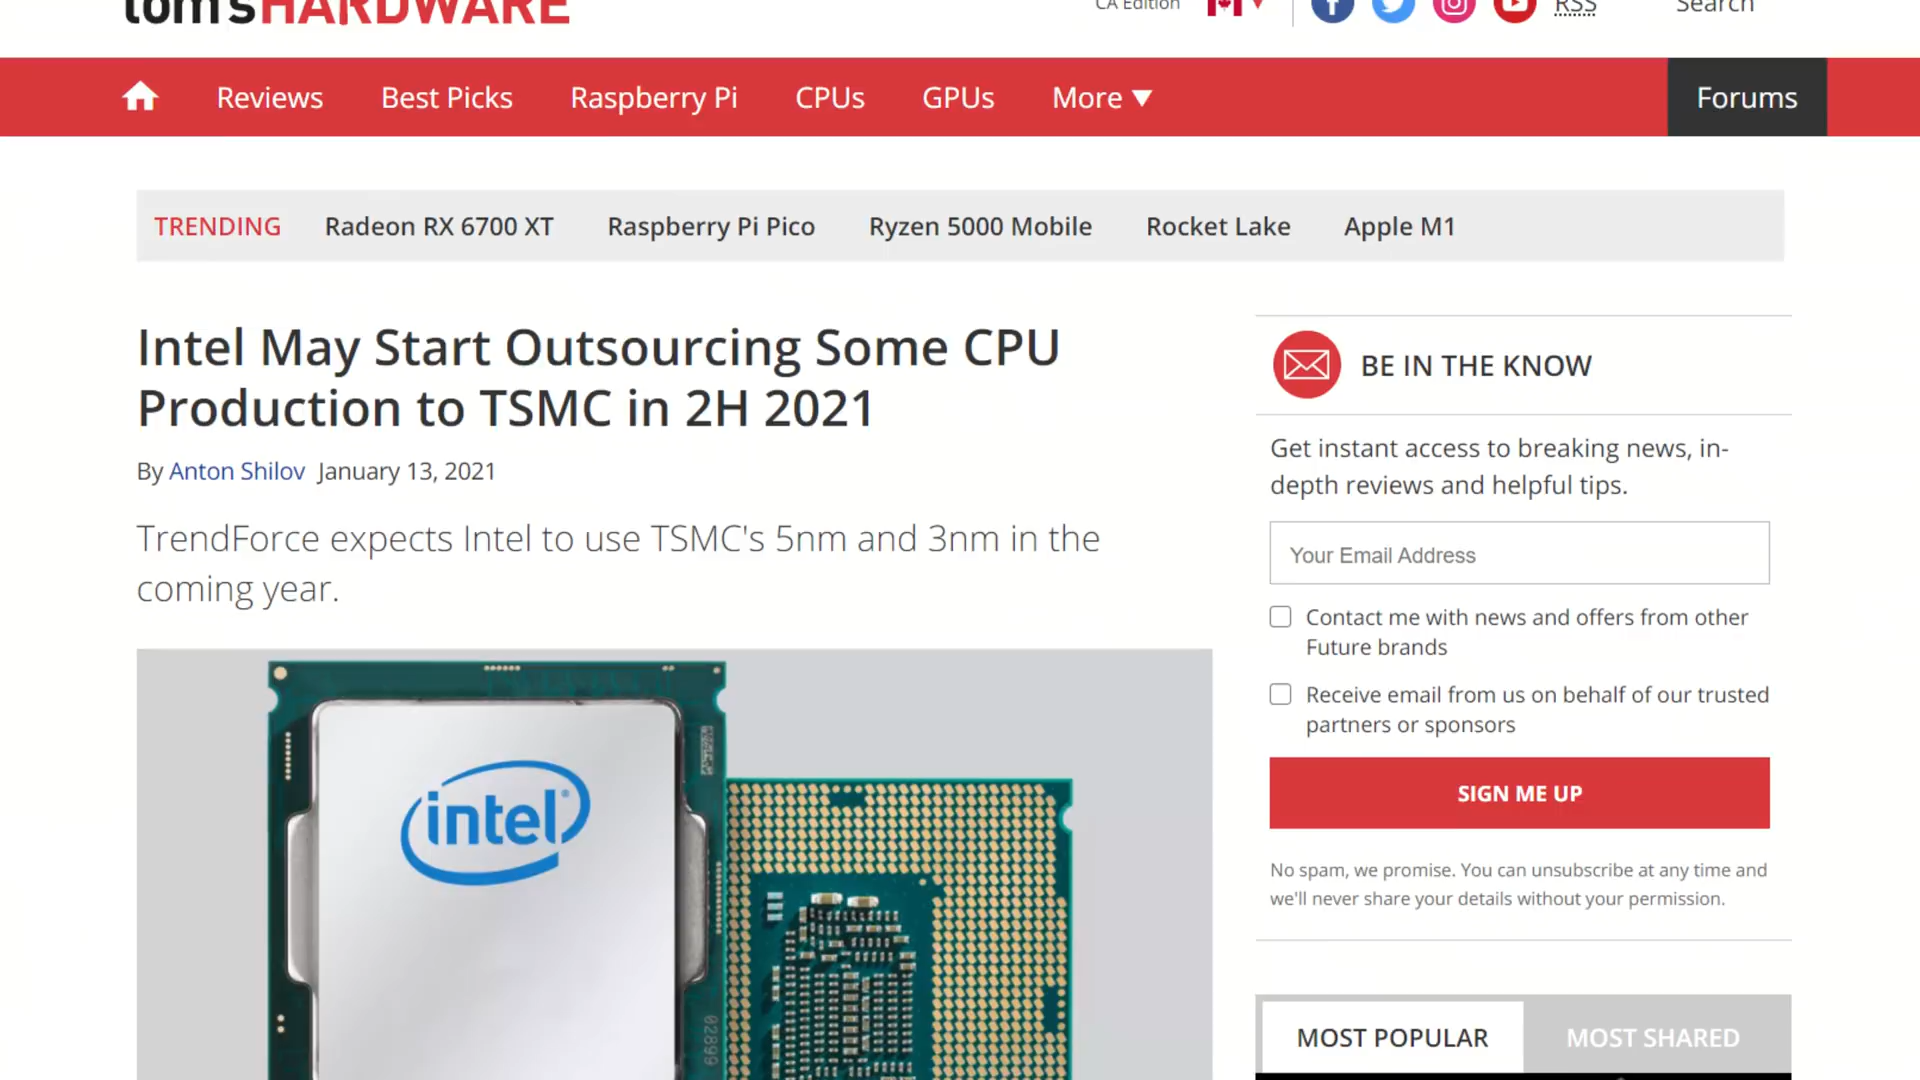 tom's HARDWARE
CA Edition
RSS
Search
Reviews
Best Picks
Raspberry Pi
CPUs
GPUs
More
Forums
TRENDING
Radeon RX 6700 XT
Raspberry Pi Pico
Ryzen 5000 Mobile
Rocket Lake
Apple M1
Intel May Start Outsourcing Some CPU
Production to TSMC in 2H 2021
By Anton Shilov January 13, 2021
TrendForce expects Intel to use TSMC's 5nm and 3nm in the
coming year.
intel®
02899
BE IN THE KNOW
Get instant access to breaking news, in-
depth reviews and helpful tips.
Your Email Address
Contact me with news and offers from other
Future brands
Receive email from us on behalf of our trusted
partners or sponsors
SIGN ME UP
No spam, we promise. You can unsubscribe at any time and
we'll never share your details without your permission.
MOST POPULAR
MOST SHARED